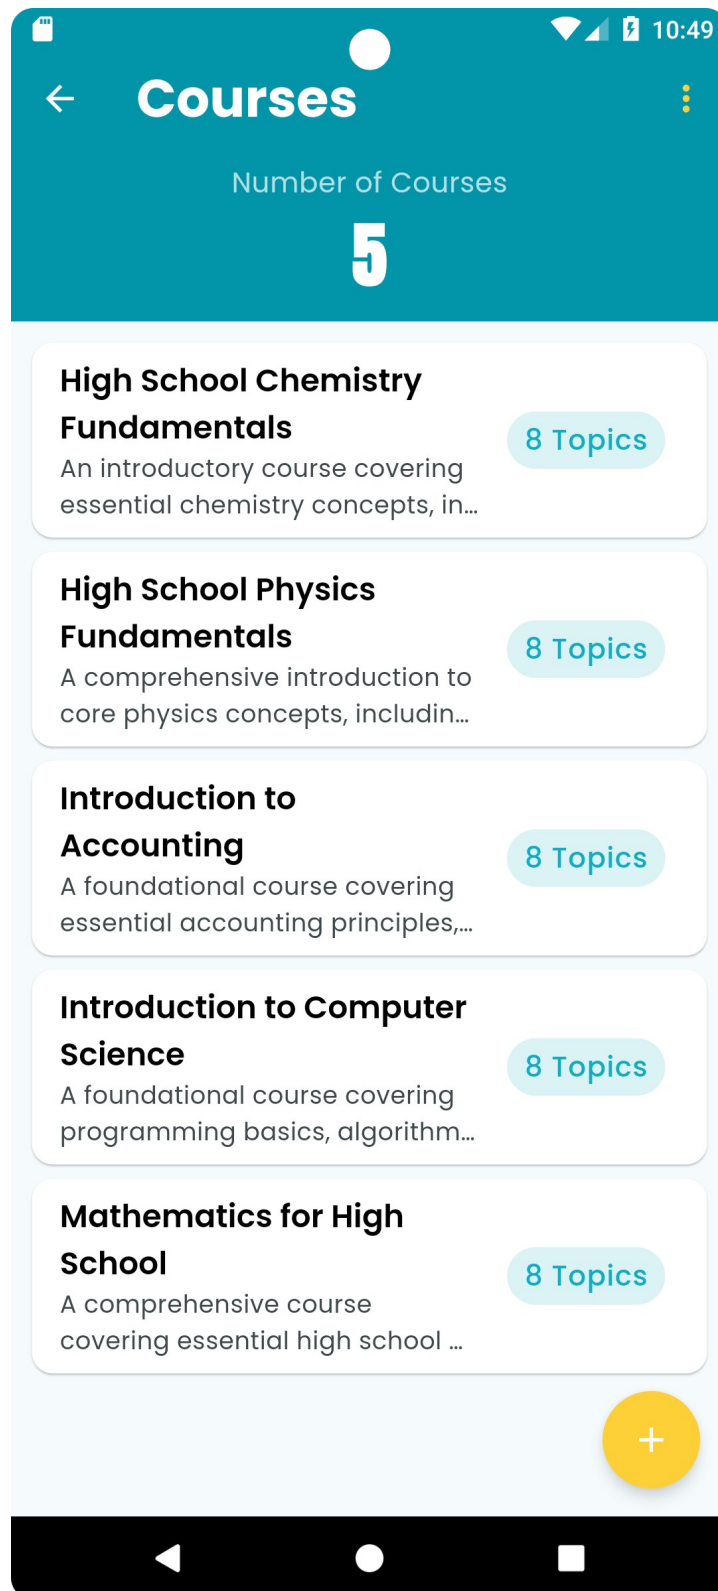 10:49
Courses
Number of Courses
5
High School Chemistry
Fundamentals
An introductory course covering
essential chemistry concepts, in...
8 Topics
High School Physics
Fundamentals
A comprehensive introduction to
core physics concepts, includin...
8 Topics
Introduction to
Accounting
A foundational course covering
essential accounting principles,...
8 Topics
Introduction to Computer
Science
A foundational course covering
programming basics, algorithm...
8 Topics
Mathematics for High
School
A comprehensive course
covering essential high school ...
8 Topics